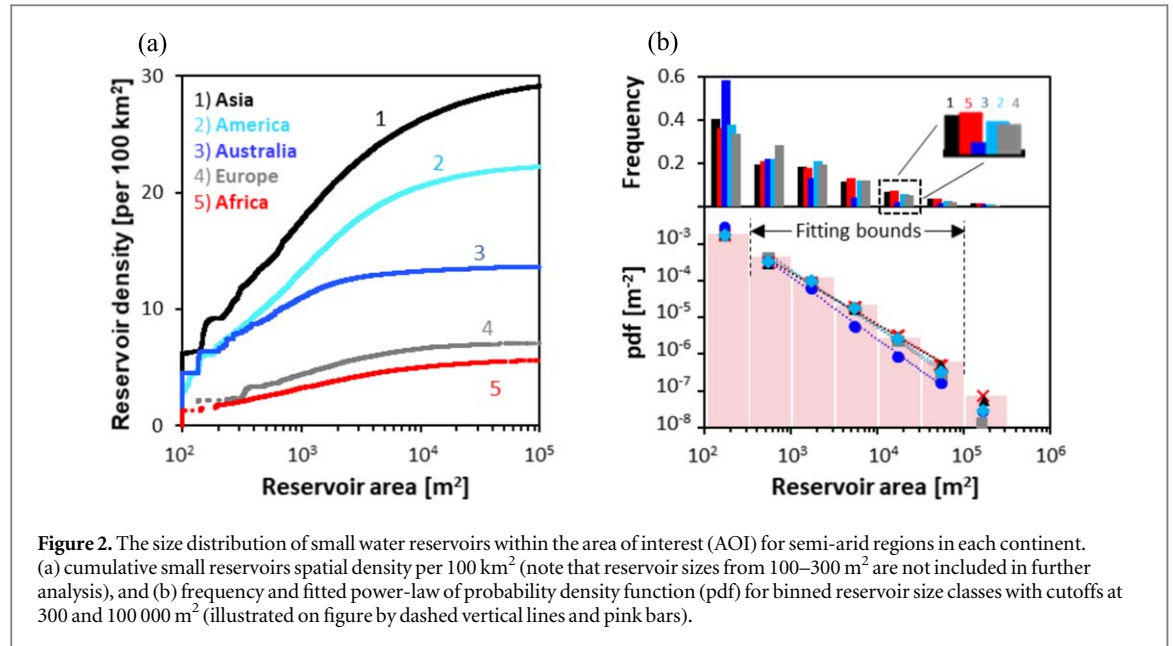 (a)
(b)
Reservoir density [per 100 km²]
30
20
10
0
1) Asia
2) America
3) Australia
4) Europe
5) Africa
1
2
3
4
5
10² 10³ 10⁴ 10⁵
Reservoir area [m²]
Frequency
0.6
0.4
0.2
1 5 3 2 4
Fitting bounds
pdf [m⁻²]
10⁻³
10⁻⁴
10⁻⁵
10⁻⁶
10⁻⁷
10⁻⁸
10² 10³ 10⁴ 10⁵ 10⁶
Reservoir area [m²]
Figure 2. The size distribution of small water reservoirs within the area of interest (AOI) for semi-arid regions in each continent.
(a) cumulative small reservoirs spatial density per 100 km² (note that reservoir sizes from 100–300 m² are not included in further
analysis), and (b) frequency and fitted power-law of probability density function (pdf) for binned reservoir size classes with cutoffs at
300 and 100 000 m² (illustrated on figure by dashed vertical lines and pink bars).